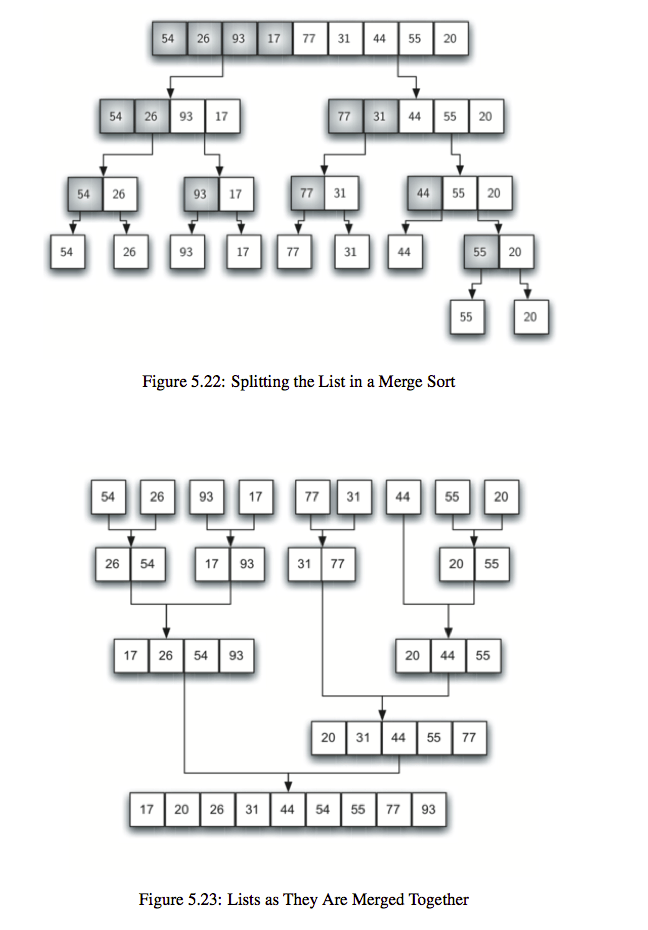 54 26 93 17 77 31 44 55 20
54 26 93 17 77 31 44 55 20
54 26 93 17 77 31 44 55 20
54 26 93 17 77 31 44 55 20
55 20
Figure 5.22: Splitting the List in a Merge Sort
54 26 93 17 77 31 44 55 20
26 54 17 93 31 77 20 55
17 26 54 93 20 44 55
20 31 44 55 77
17 20 26 31 44 54 55 77 93
Figure 5.23: Lists as They Are Merged Together